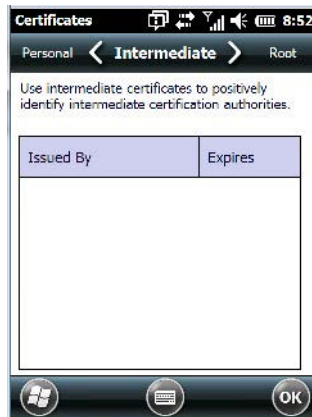 Certificates 8:52
Personal Intermediate Root
Use intermediate certificates to positively
identify intermediate certification authorities.
Issued By Expires
OK